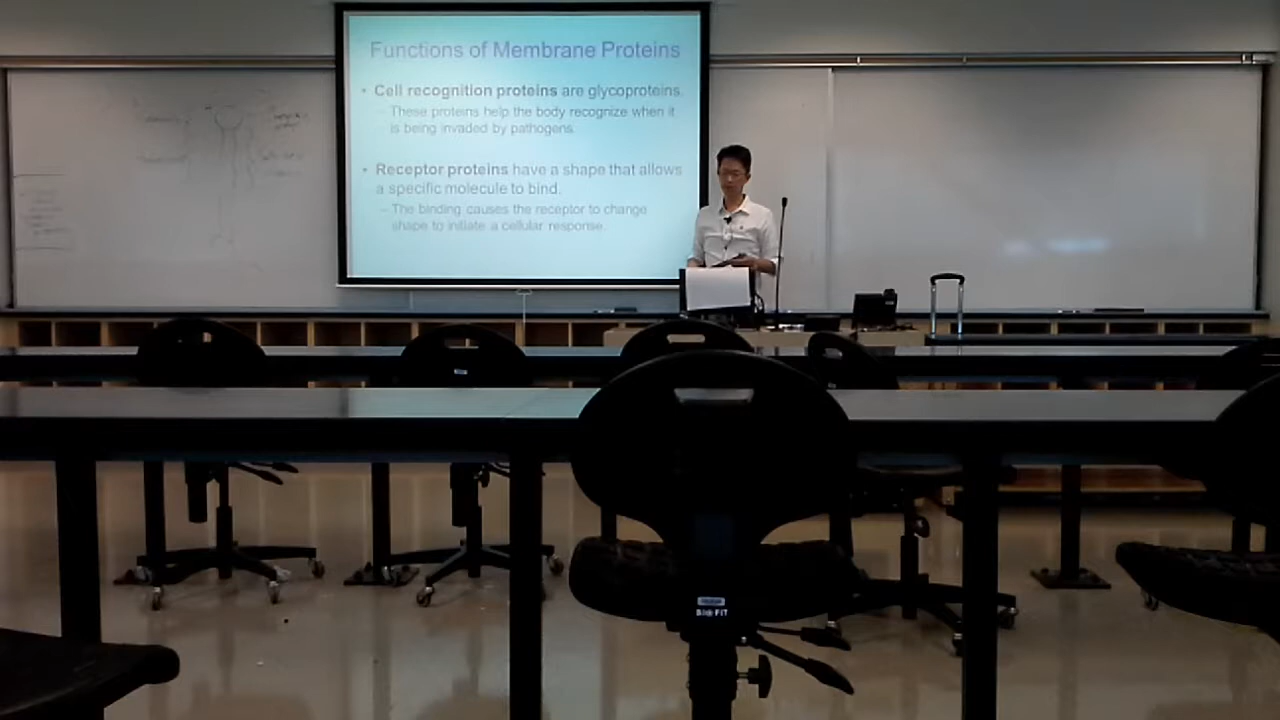 Functions of Membrane Proteins
• Cell recognition proteins are glycoproteins.
– These proteins help the body recognize when it
is being invaded by pathogens.
• Receptor proteins have a shape that allows
a specific molecule to bind.
– The binding causes the receptor to change
shape to initiate a cellular response.
BIO FIT